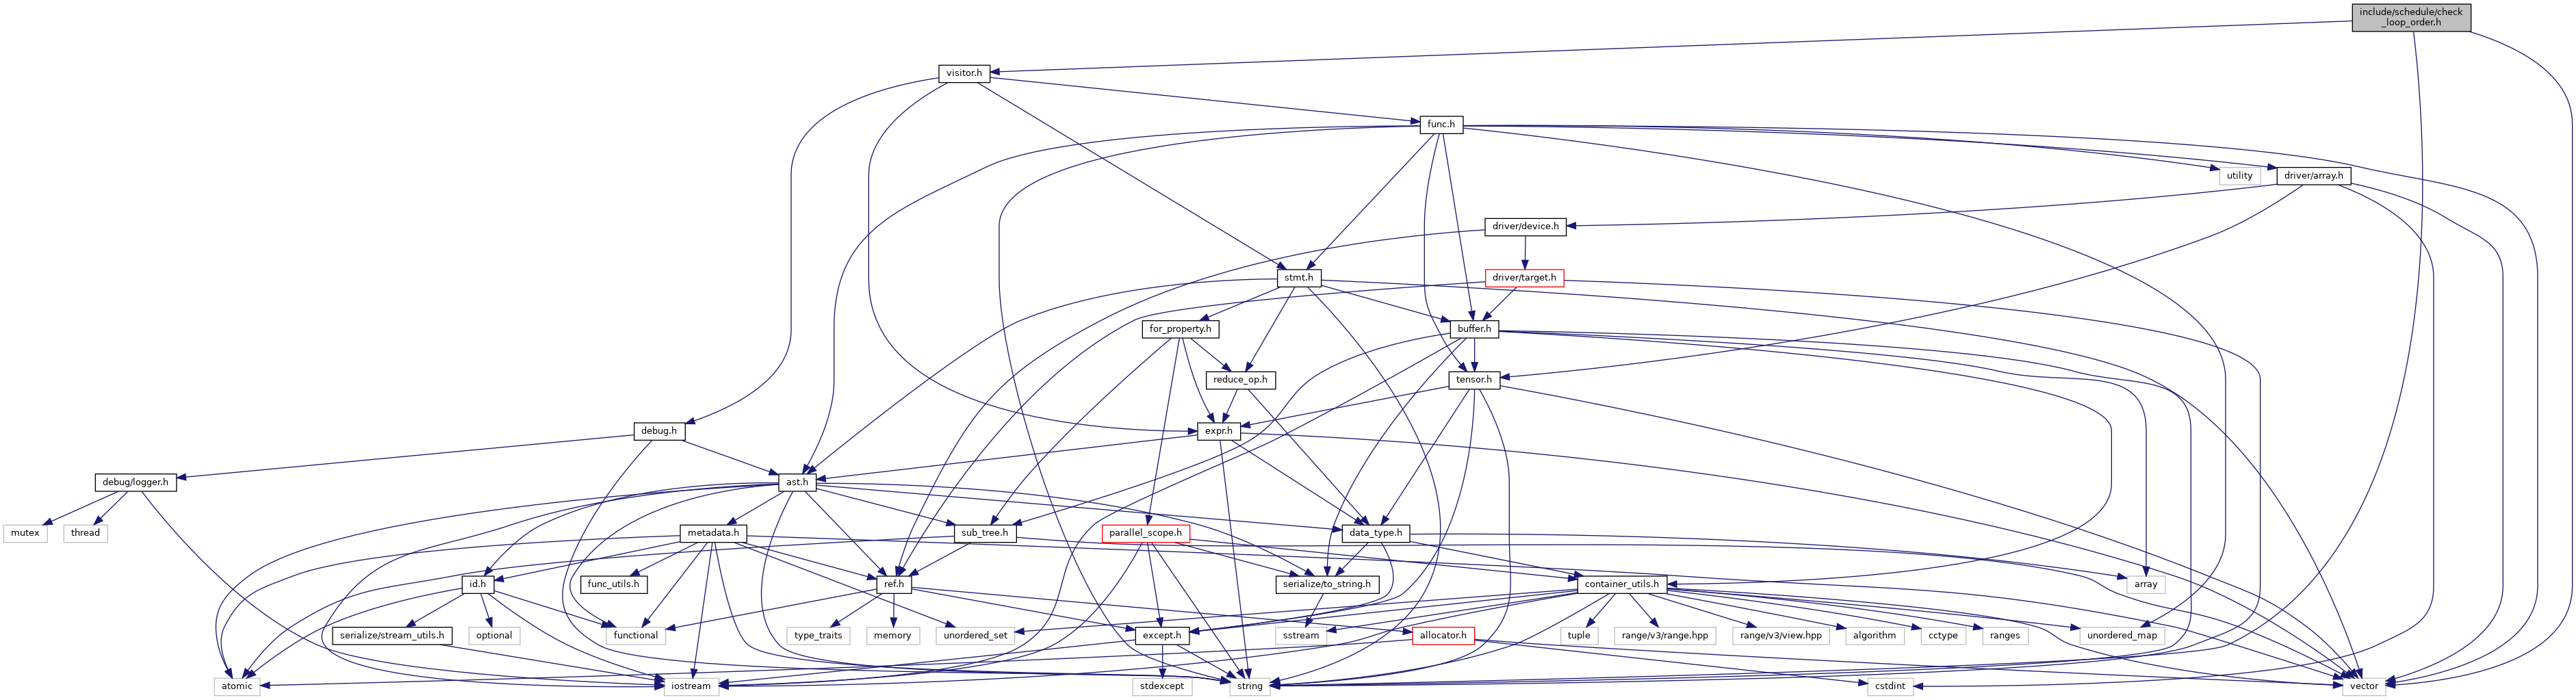 include/schedule/check
_loop_order.h
visitor.h
func.h
utility
driver/array.h
driver/device.h
stmt.h
driver/target.h
for_property.h
buffer.h
reduce_op.h
tensor.h
debug.h
expr.h
debug/logger.h
ast.h
mutex
thread
metadata.h
sub_tree.h
parallel_scope.h
data_type.h
id.h
func_utils.h
ref.h
serialize/to_string.h
container_utils.h
array
serialize/stream_utils.h
optional
functional
type_traits
memory
unordered_set
except.h
sstream
allocator.h
tuple
range/v3/range.hpp
range/v3/view.hpp
algorithm
cctype
ranges
unordered_map
atomic
iostream
stdexcept
string
cstdint
vector